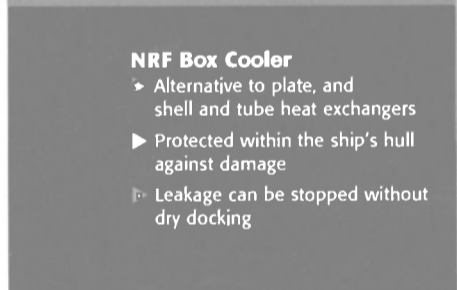 NRF Box Cooler
Alternative to plate, and
shell and tube heat exchangers
Protected within the ship's hull
against damage
Leakage can be stopped without
dry docking